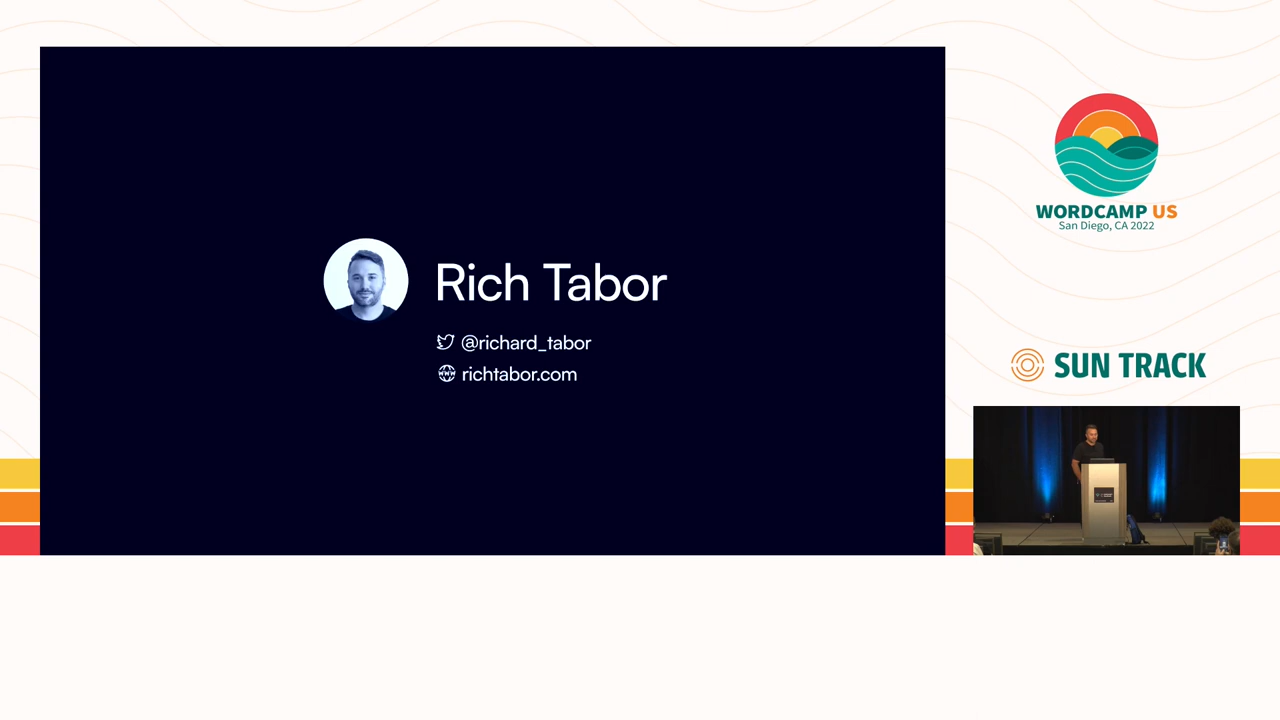 Rich Tabor
@richard_tabor
richtabor.com
WORDCAMP US
San Diego, CA 2022
SUN TRACK